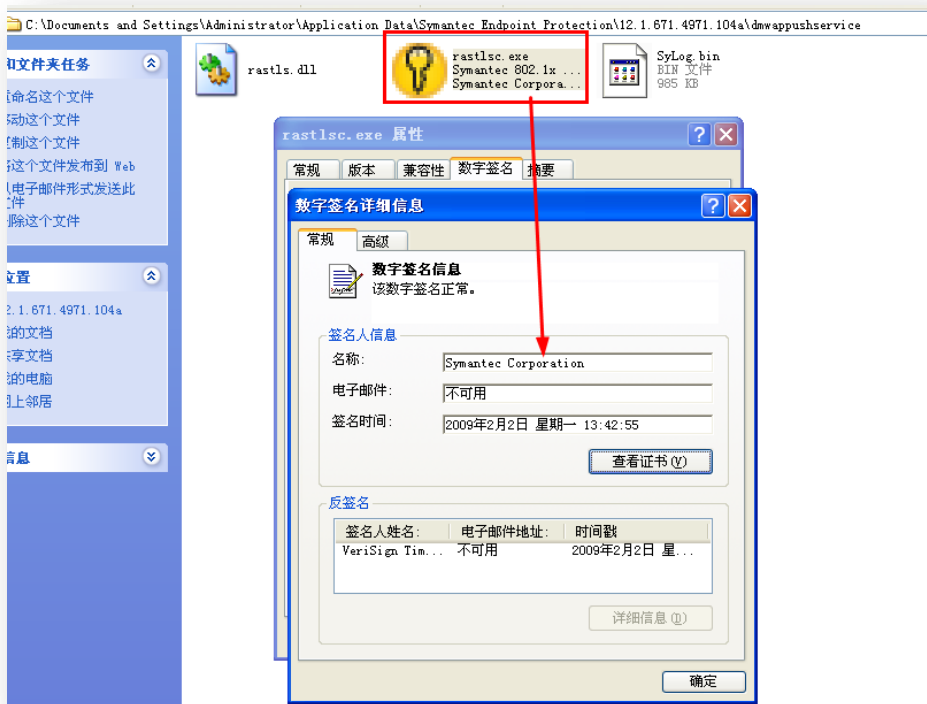 C:\Documents and Settings\Administrator\Application Data\Symantec Endpoint Protection\12.1.671.4971.104a\dmwappushservice
和文件夹任务
命名这个文件
动这个文件
制这个文件
这个文件发布到 Web
电子邮件形式发送此
件
除这个文件
位置
2.1.671.4971.104a
的文档
享文档
的电脑
上邻居
信息
rastls.dll
rastlsc.exe
Symantec 802.1x ...
Symantec Corpora...
SyLog.bin
BIN 文件
985 KB
rastlsc.exe 属性
常规 版本 兼容性 数字签名 摘要
数字签名详细信息
常规 高级
数字签名信息
该数字签名正常。
签名人信息
名称: Symantec Corporation
电子邮件: 不可用
签名时间: 2009年2月2日 星期一 13:42:55
查看证书(V)
反签名
签名人姓名: 电子邮件地址: 时间戳
VeriSign Tim... 不可用 2009年2月2日 星...
详细信息(D)
确定